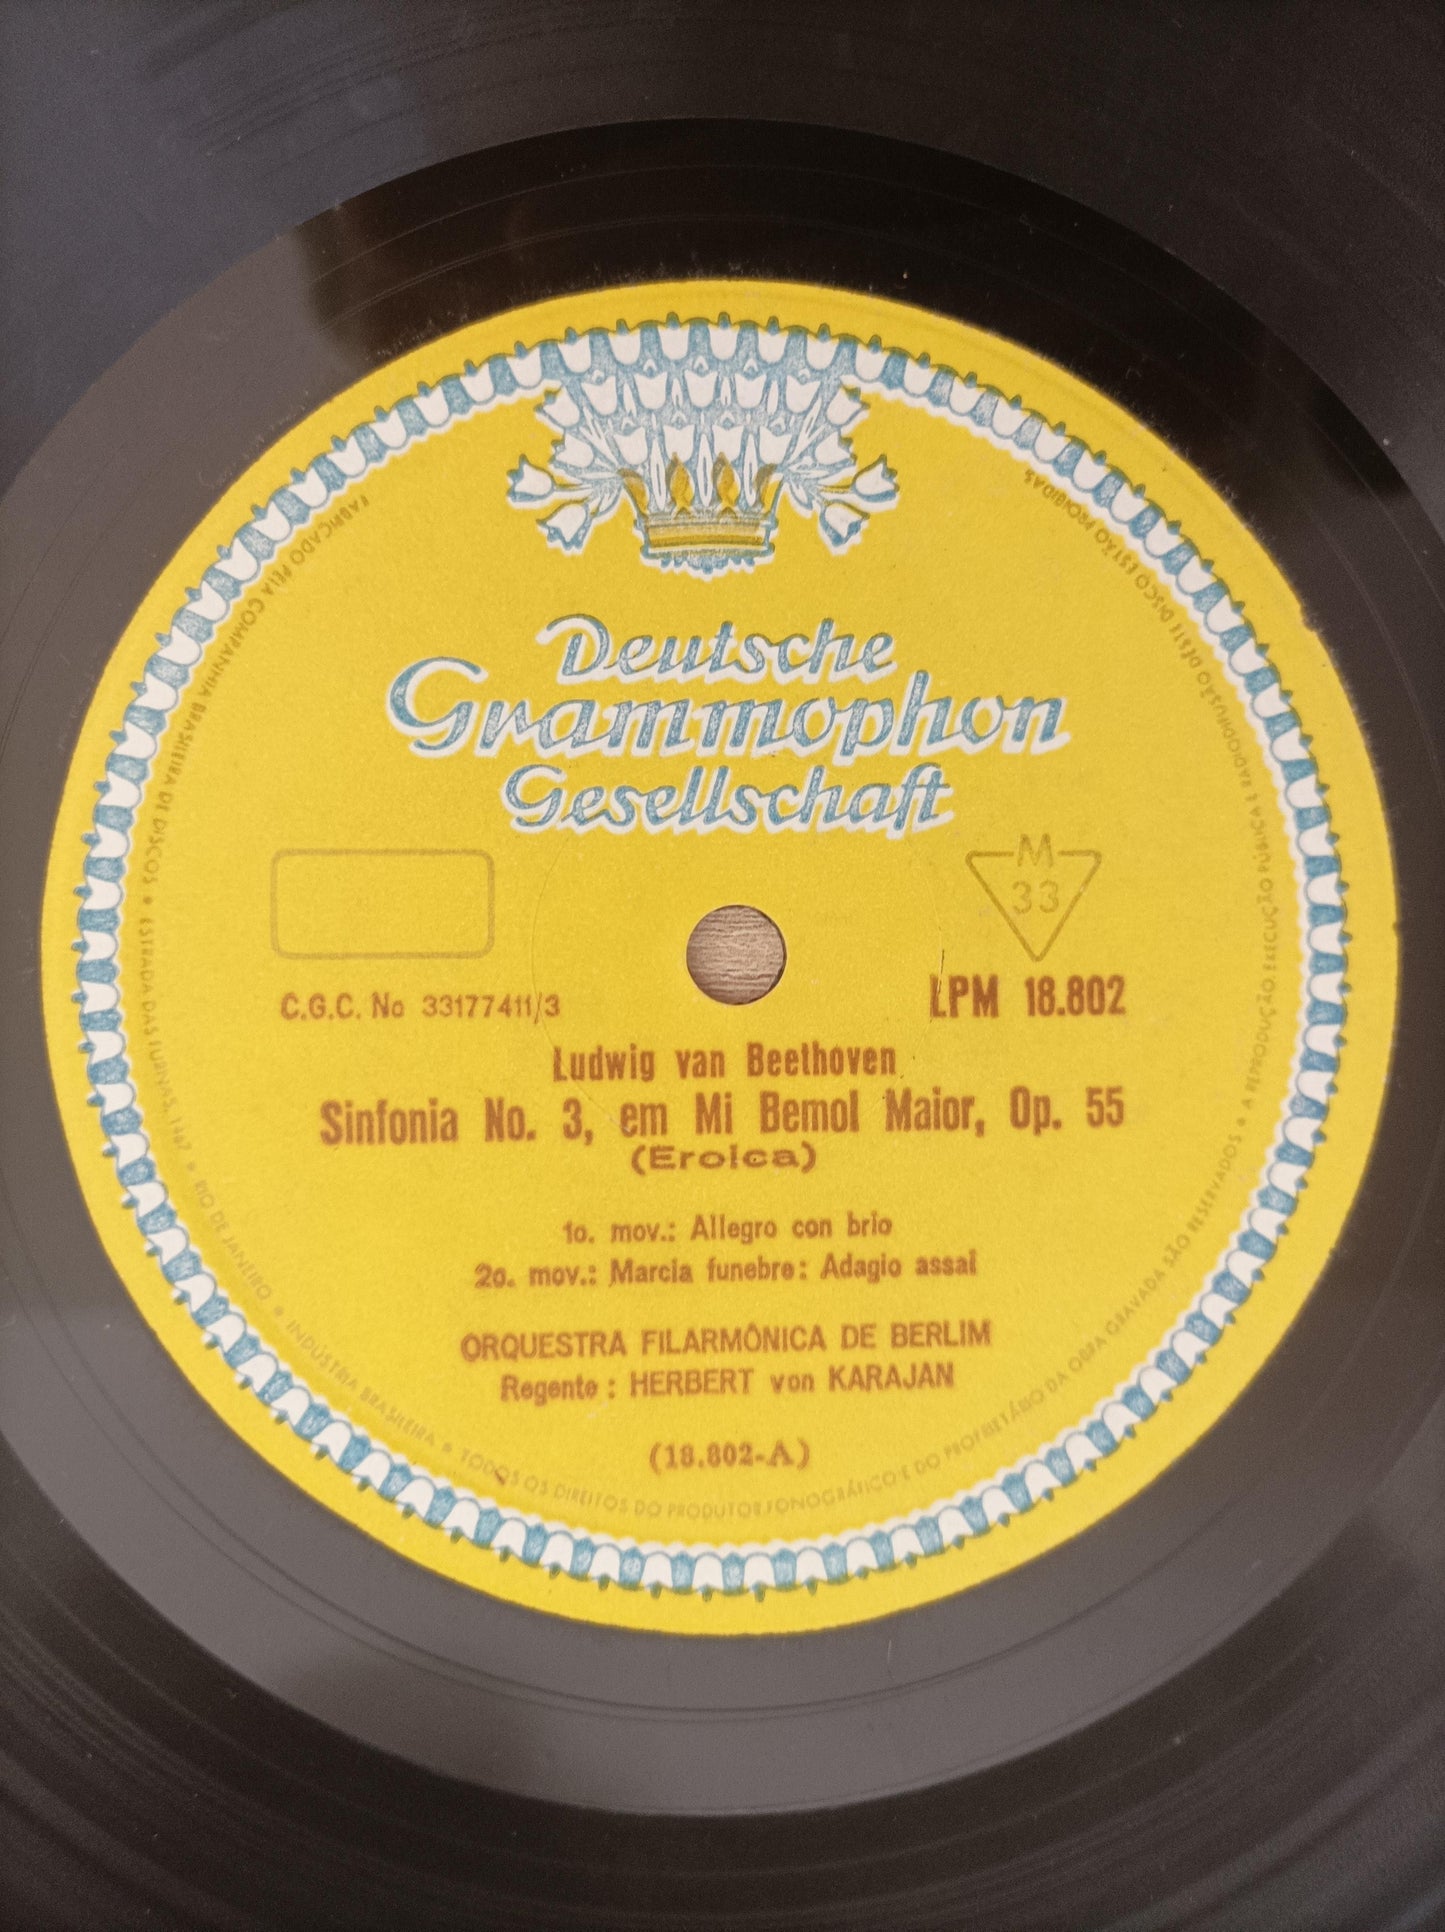 Deutsche
Grammophon
Gesellschaft
M
33
C.G.C. No 33177411/3
LPM 18.802
Ludwig van Beethoven
Sinfonia No. 3, em Mi Bemol Maior, Op. 55
(Eroica)
1o. mov.: Allegro con brio
2o. mov.: Marcia funebre: Adagio assai
ORQUESTRA FILARMÔNICA DE BERLIM
Regente : HERBERT von KARAJAN
(18.802-A)
FABRICADO PELA COMPANHIA BRASILEIRA DE DISCOS • ESTRADA DAS FURNAS, 1467 • RIO DE JANEIRO • INDÚSTRIA BRASILEIRA • TODOS OS DIREITOS DO PRODUTOR FONOGRÁFICO E DO PROPRIETÁRIO DA OBRA GRAVADA SÃO RESERVADOS • A REPRODUÇÃO, EXECUÇÃO PÚBLICA E RADIODIFUSÃO DESTE DISCO ESTÃO PROIBIDAS